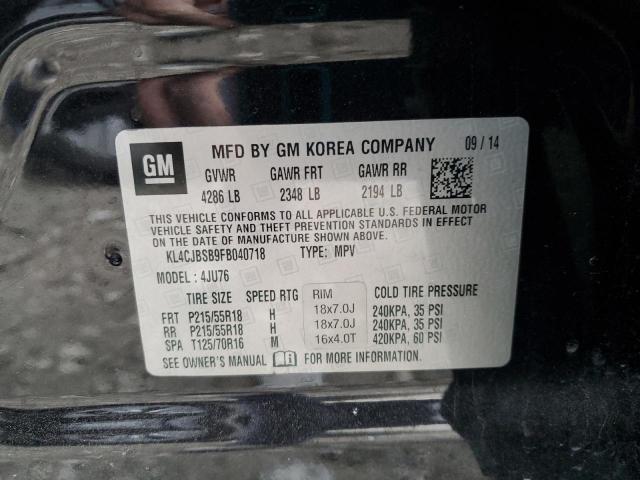 GM
MFD BY GM KOREA COMPANY 09 / 14
GVWR GAWR FRT GAWR RR
4286 LB 2348 LB 2194 LB
THIS VEHICLE CONFORMS TO ALL APPLICABLE U.S. FEDERAL MOTOR
VEHICLE SAFETY AND THEFT PREVENTION STANDARDS IN EFFECT
ON THE DATE OF MANUFACTURE SHOWN ABOVE.
KL4CJBSB9FB040718 TYPE: MPV
MODEL : 4JU76
TIRE SIZE SPEED RTG RIM COLD TIRE PRESSURE
FRT P215/55R18 H 18x7.0J 240KPA, 35 PSI
RR P215/55R18 H 18x7.0J 240KPA, 35 PSI
SPA T125/70R16 M 16x4.0T 420KPA, 60 PSI
SEE OWNER'S MANUAL FOR MORE INFORMATION.